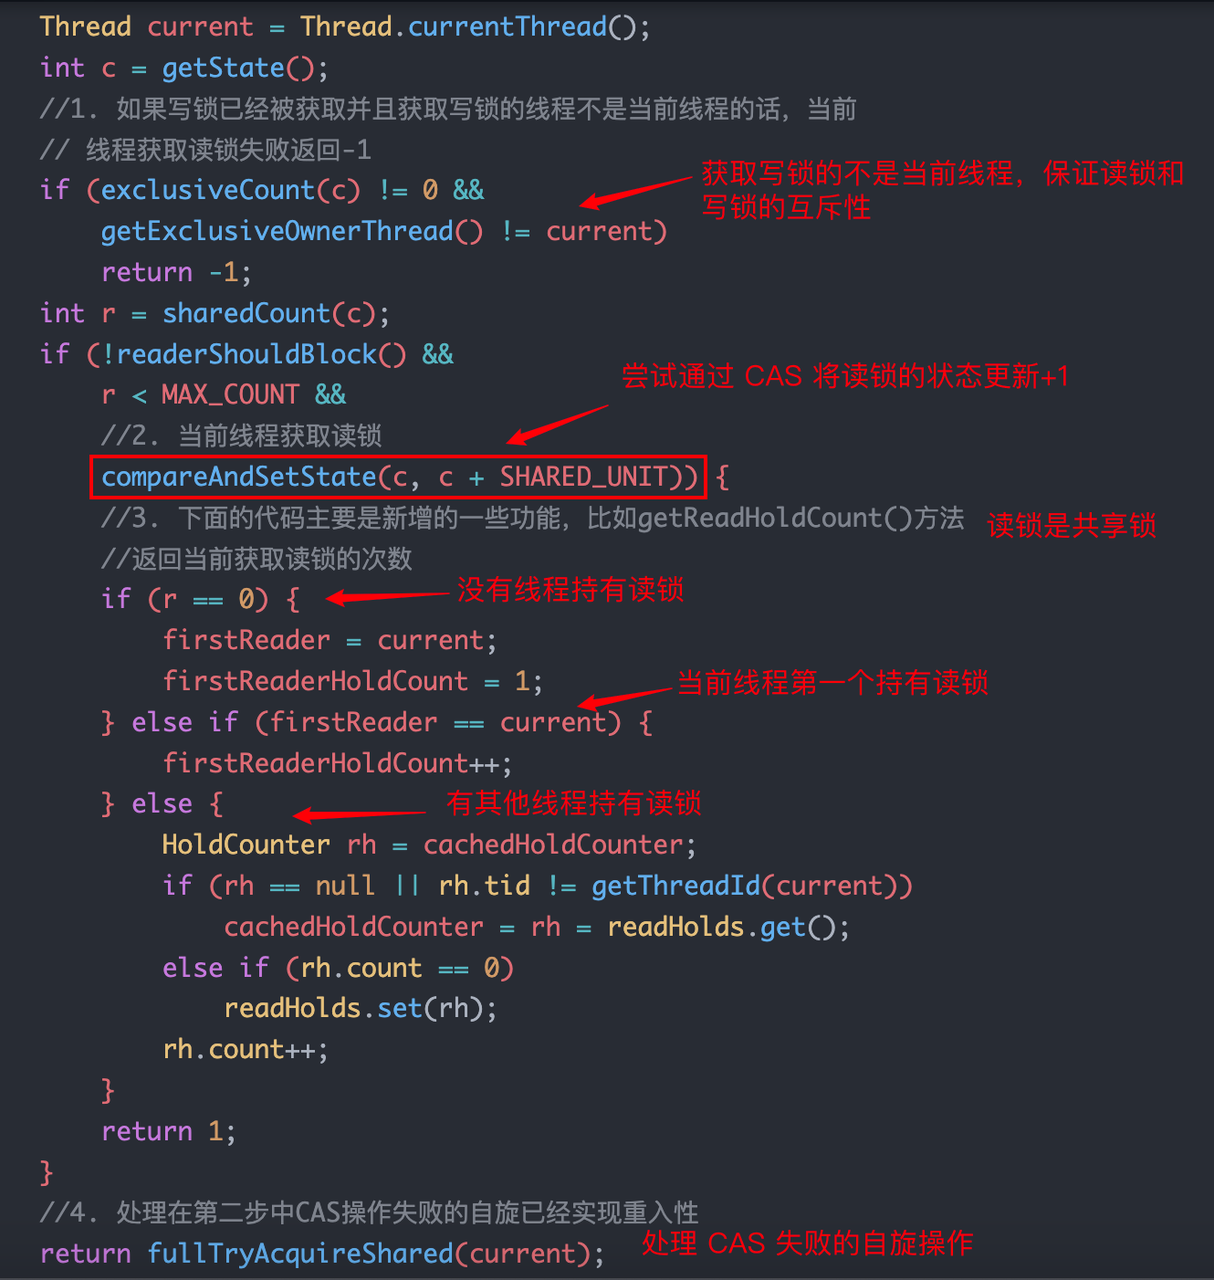 Thread current = Thread.currentThread();
int c = getState();
//1. 如果写锁已经被获取并且获取写锁的线程不是当前线程的话，当前
// 线程获取读锁失败返回-1
获取写锁的不是当前线程，保证读锁和
写锁的互斥性
if (exclusiveCount(c) != 0 &&
getExclusiveOwnerThread() != current)
return -1;
int r = sharedCount(c);
if (!readerShouldBlock() &&
尝试通过 CAS 将读锁的状态更新+1
r < MAX_COUNT &&
//2. 当前线程获取读锁
compareAndSetState(c, c + SHARED_UNIT)) {
//3. 下面的代码主要是新增的一些功能，比如getReadHoldCount()方法
读锁是共享锁
//返回当前获取读锁的次数
if (r == 0) {
没有线程持有读锁
firstReader = current;
firstReaderHoldCount = 1;
当前线程第一个持有读锁
} else if (firstReader == current) {
firstReaderHoldCount++;
} else {
有其他线程持有读锁
HoldCounter rh = cachedHoldCounter;
if (rh == null || rh.tid != getThreadId(current))
cachedHoldCounter = rh = readHolds.get();
else if (rh.count == 0)
readHolds.set(rh);
rh.count++;
}
return 1;
}
//4. 处理在第二步中CAS操作失败的自旋已经实现重入性
return fullTryAcquireShared(current);
处理 CAS 失败的自旋操作